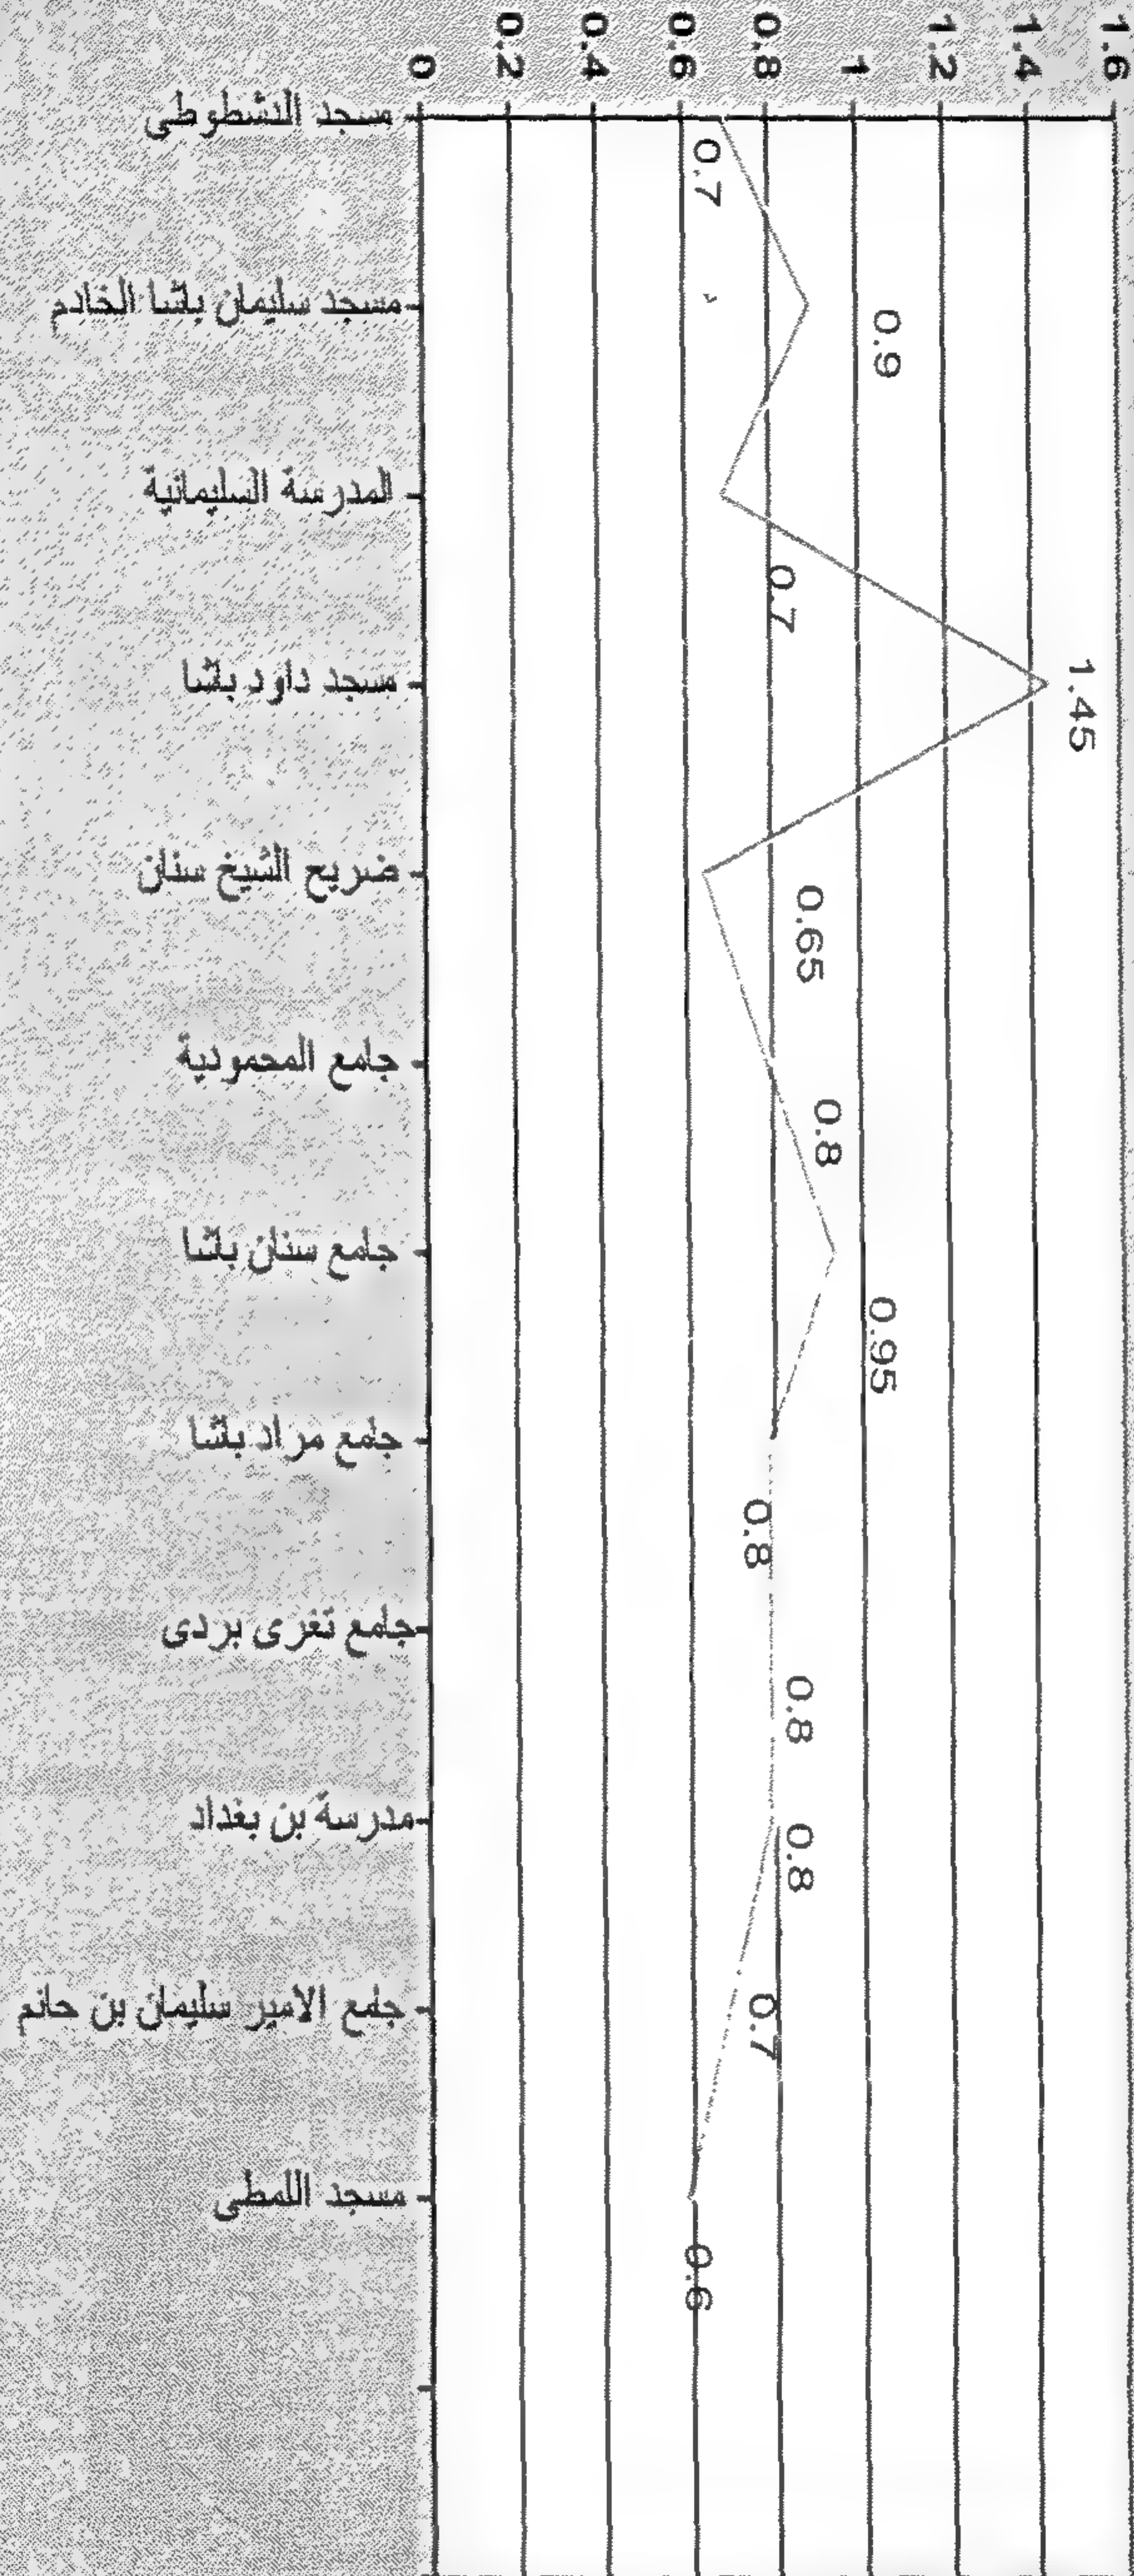 1.6
1.4
1.2
1
0.8
0.6
0.4
0.2
0
0.7
0.9
0.7
1.45
0.65
0.8
0.95
0.8
0.8
0.8
0.7
0.6
مسجد الدشطوطى
مسجد سليمان باشا الخادم
المدرسة السليمانية
مسجد داود باشا
ضريح الشيخ سنان
جامع المحمودية
جامع سنان باشا
جامع مراد باشا
جامع تغرى بردى
مدرسة بن بغداد
جامع الامير سليمان بن حانم
مسجد اللمطى